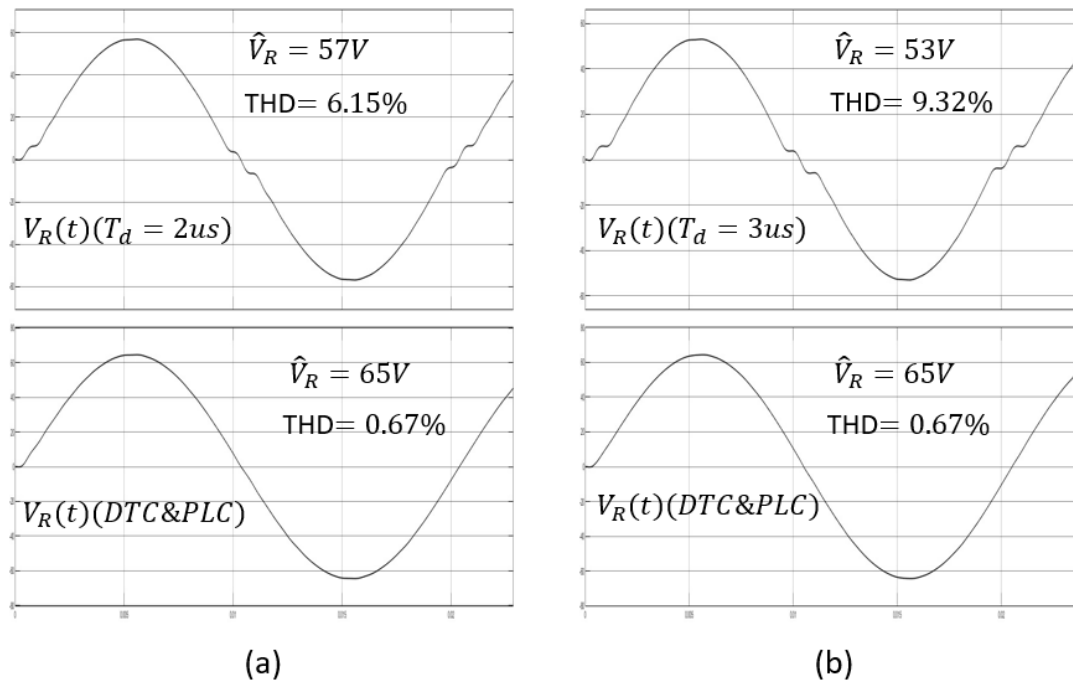 V̂_R = 57V
THD= 6.15%
V_R(t)(T_d = 2us)
V̂_R = 53V
THD= 9.32%
V_R(t)(T_d = 3us)
V̂_R = 65V
THD= 0.67%
V_R(t)(DTC&PLC)
V̂_R = 65V
THD= 0.67%
V_R(t)(DTC&PLC)
(a)
(b)